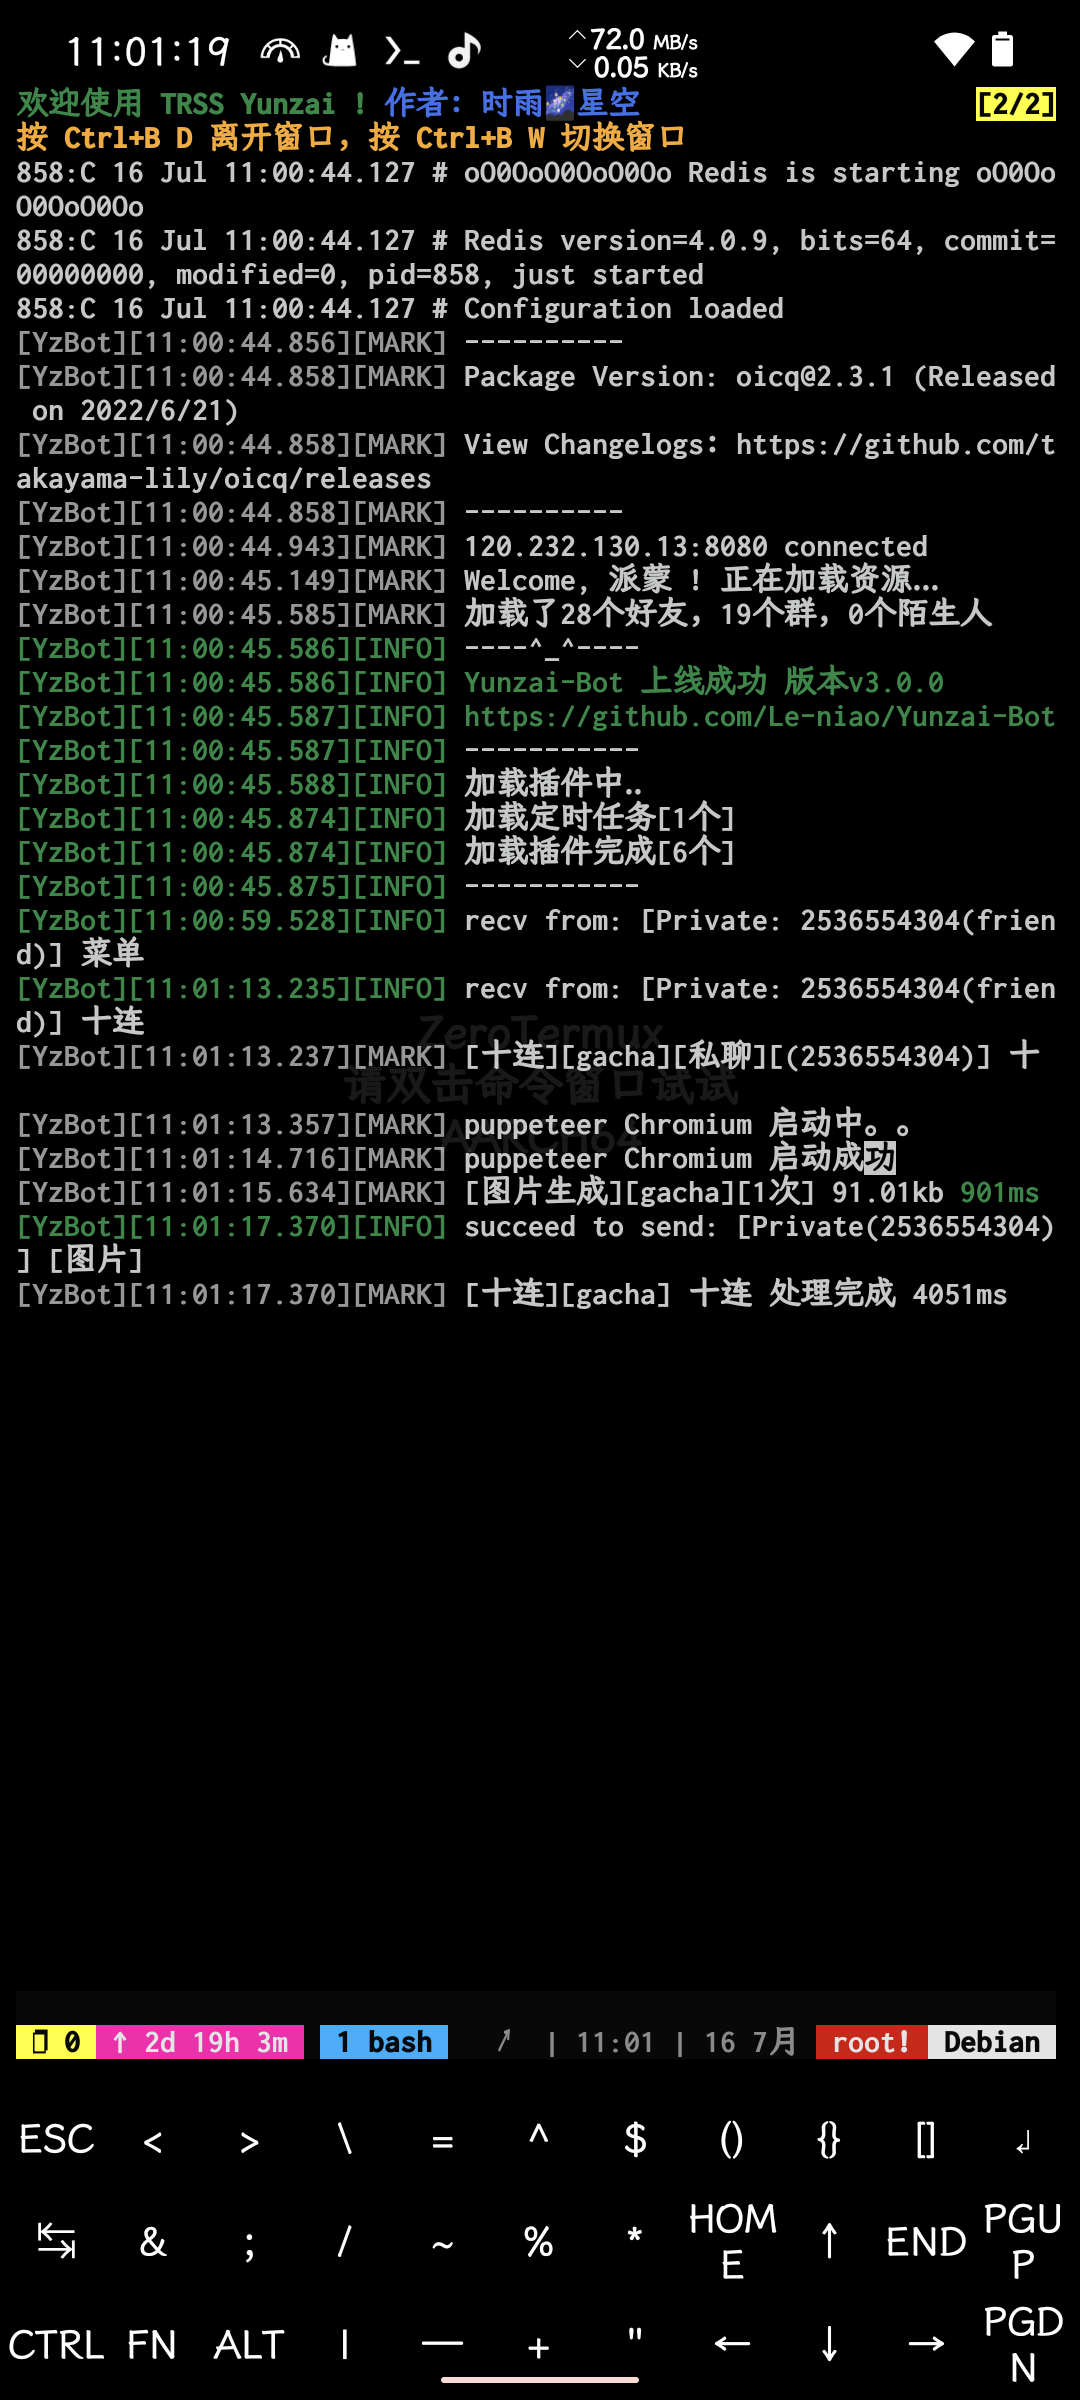 11:01:19
72.0 MB/s
0.05 KB/s
欢迎使用 TRSS Yunzai ! 作者: 时雨🌌星空 [2/2]
按 Ctrl+B D 离开窗口，按 Ctrl+B W 切换窗口
858:C 16 Jul 11:00:44.127 # oO0OoO0OoO0Oo Redis is starting oO0Oo
O0OoO0Oo
858:C 16 Jul 11:00:44.127 # Redis version=4.0.9, bits=64, commit=
00000000, modified=0, pid=858, just started
858:C 16 Jul 11:00:44.127 # Configuration loaded
[YzBot][11:00:44.856][MARK] ----------
[YzBot][11:00:44.858][MARK] Package Version: oicq@2.3.1 (Released
 on 2022/6/21)
[YzBot][11:00:44.858][MARK] View Changelogs: https://github.com/t
akayama-lily/oicq/releases
[YzBot][11:00:44.858][MARK] ----------
[YzBot][11:00:44.943][MARK] 120.232.130.13:8080 connected
[YzBot][11:00:45.149][MARK] Welcome, 派蒙 ! 正在加载资源...
[YzBot][11:00:45.585][MARK] 加载了28个好友，19个群，0个陌生人
[YzBot][11:00:45.586][INFO] ----^_^----
[YzBot][11:00:45.586][INFO] Yunzai-Bot 上线成功 版本v3.0.0
[YzBot][11:00:45.587][INFO] https://github.com/Le-niao/Yunzai-Bot
[YzBot][11:00:45.587][INFO] -----------
[YzBot][11:00:45.588][INFO] 加载插件中..
[YzBot][11:00:45.874][INFO] 加载定时任务[1个]
[YzBot][11:00:45.874][INFO] 加载插件完成[6个]
[YzBot][11:00:45.875][INFO] -----------
[YzBot][11:00:59.528][INFO] recv from: [Private: 2536554304(frien
d)] 菜单
[YzBot][11:01:13.235][INFO] recv from: [Private: 2536554304(frien
d)] 十连
ZeroTermux
[YzBot][11:01:13.237][MARK] [十连][gacha][私聊][(2536554304)] 十
请双击命令窗口试试
[YzBot][11:01:13.357][MARK] puppeteer Chromium 启动中。。
AARCH64
[YzBot][11:01:14.716][MARK] puppeteer Chromium 启动成功
[YzBot][11:01:15.634][MARK] [图片生成][gacha][1次] 91.01kb 901ms
[YzBot][11:01:17.370][INFO] succeed to send: [Private(2536554304)
] [图片]
[YzBot][11:01:17.370][MARK] [十连][gacha] 十连 处理完成 4051ms
❐ 0 ↑ 2d 19h 3m 1 bash ↗ | 11:01 | 16 7月 root! Debian
ESC < > \ = ^ $ () {} [] ↲
↹ & ; / ~ % * HOME ↑ END PGUP
CTRL FN ALT | — + " ← ↓ → PGDN